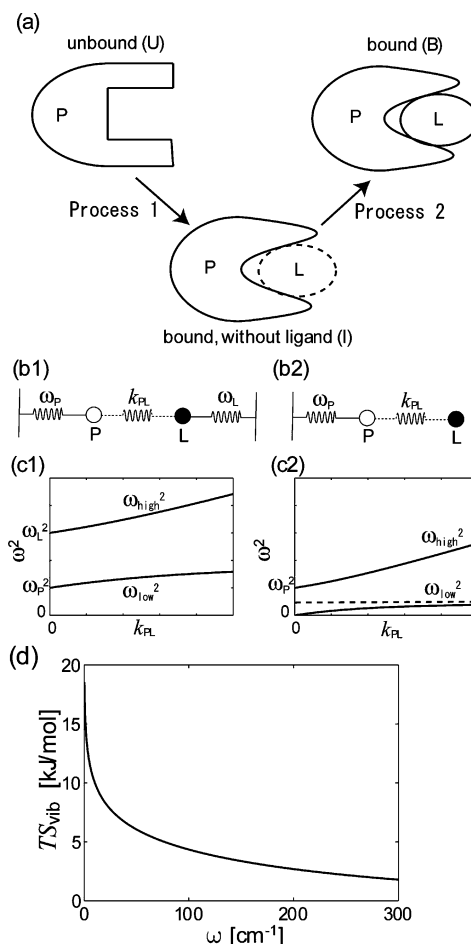 (a)
unbound (U)
bound (B)
P
P
L
Process 1
Process 2
P
L
bound, without ligand (I)
(b1)
(b2)
ωP kPL ωL
ωP kPL
P L
P L
(c1)
(c2)
ω²
ωL²
ωP²
0
ωhigh²
ωlow²
0
kPL
ω²
ωP²
0
ωhigh²
ωlow²
0
kPL
(d)
TSvib [kJ/mol]
20
15
10
5
0
0 100 200 300
ω [cm⁻¹]